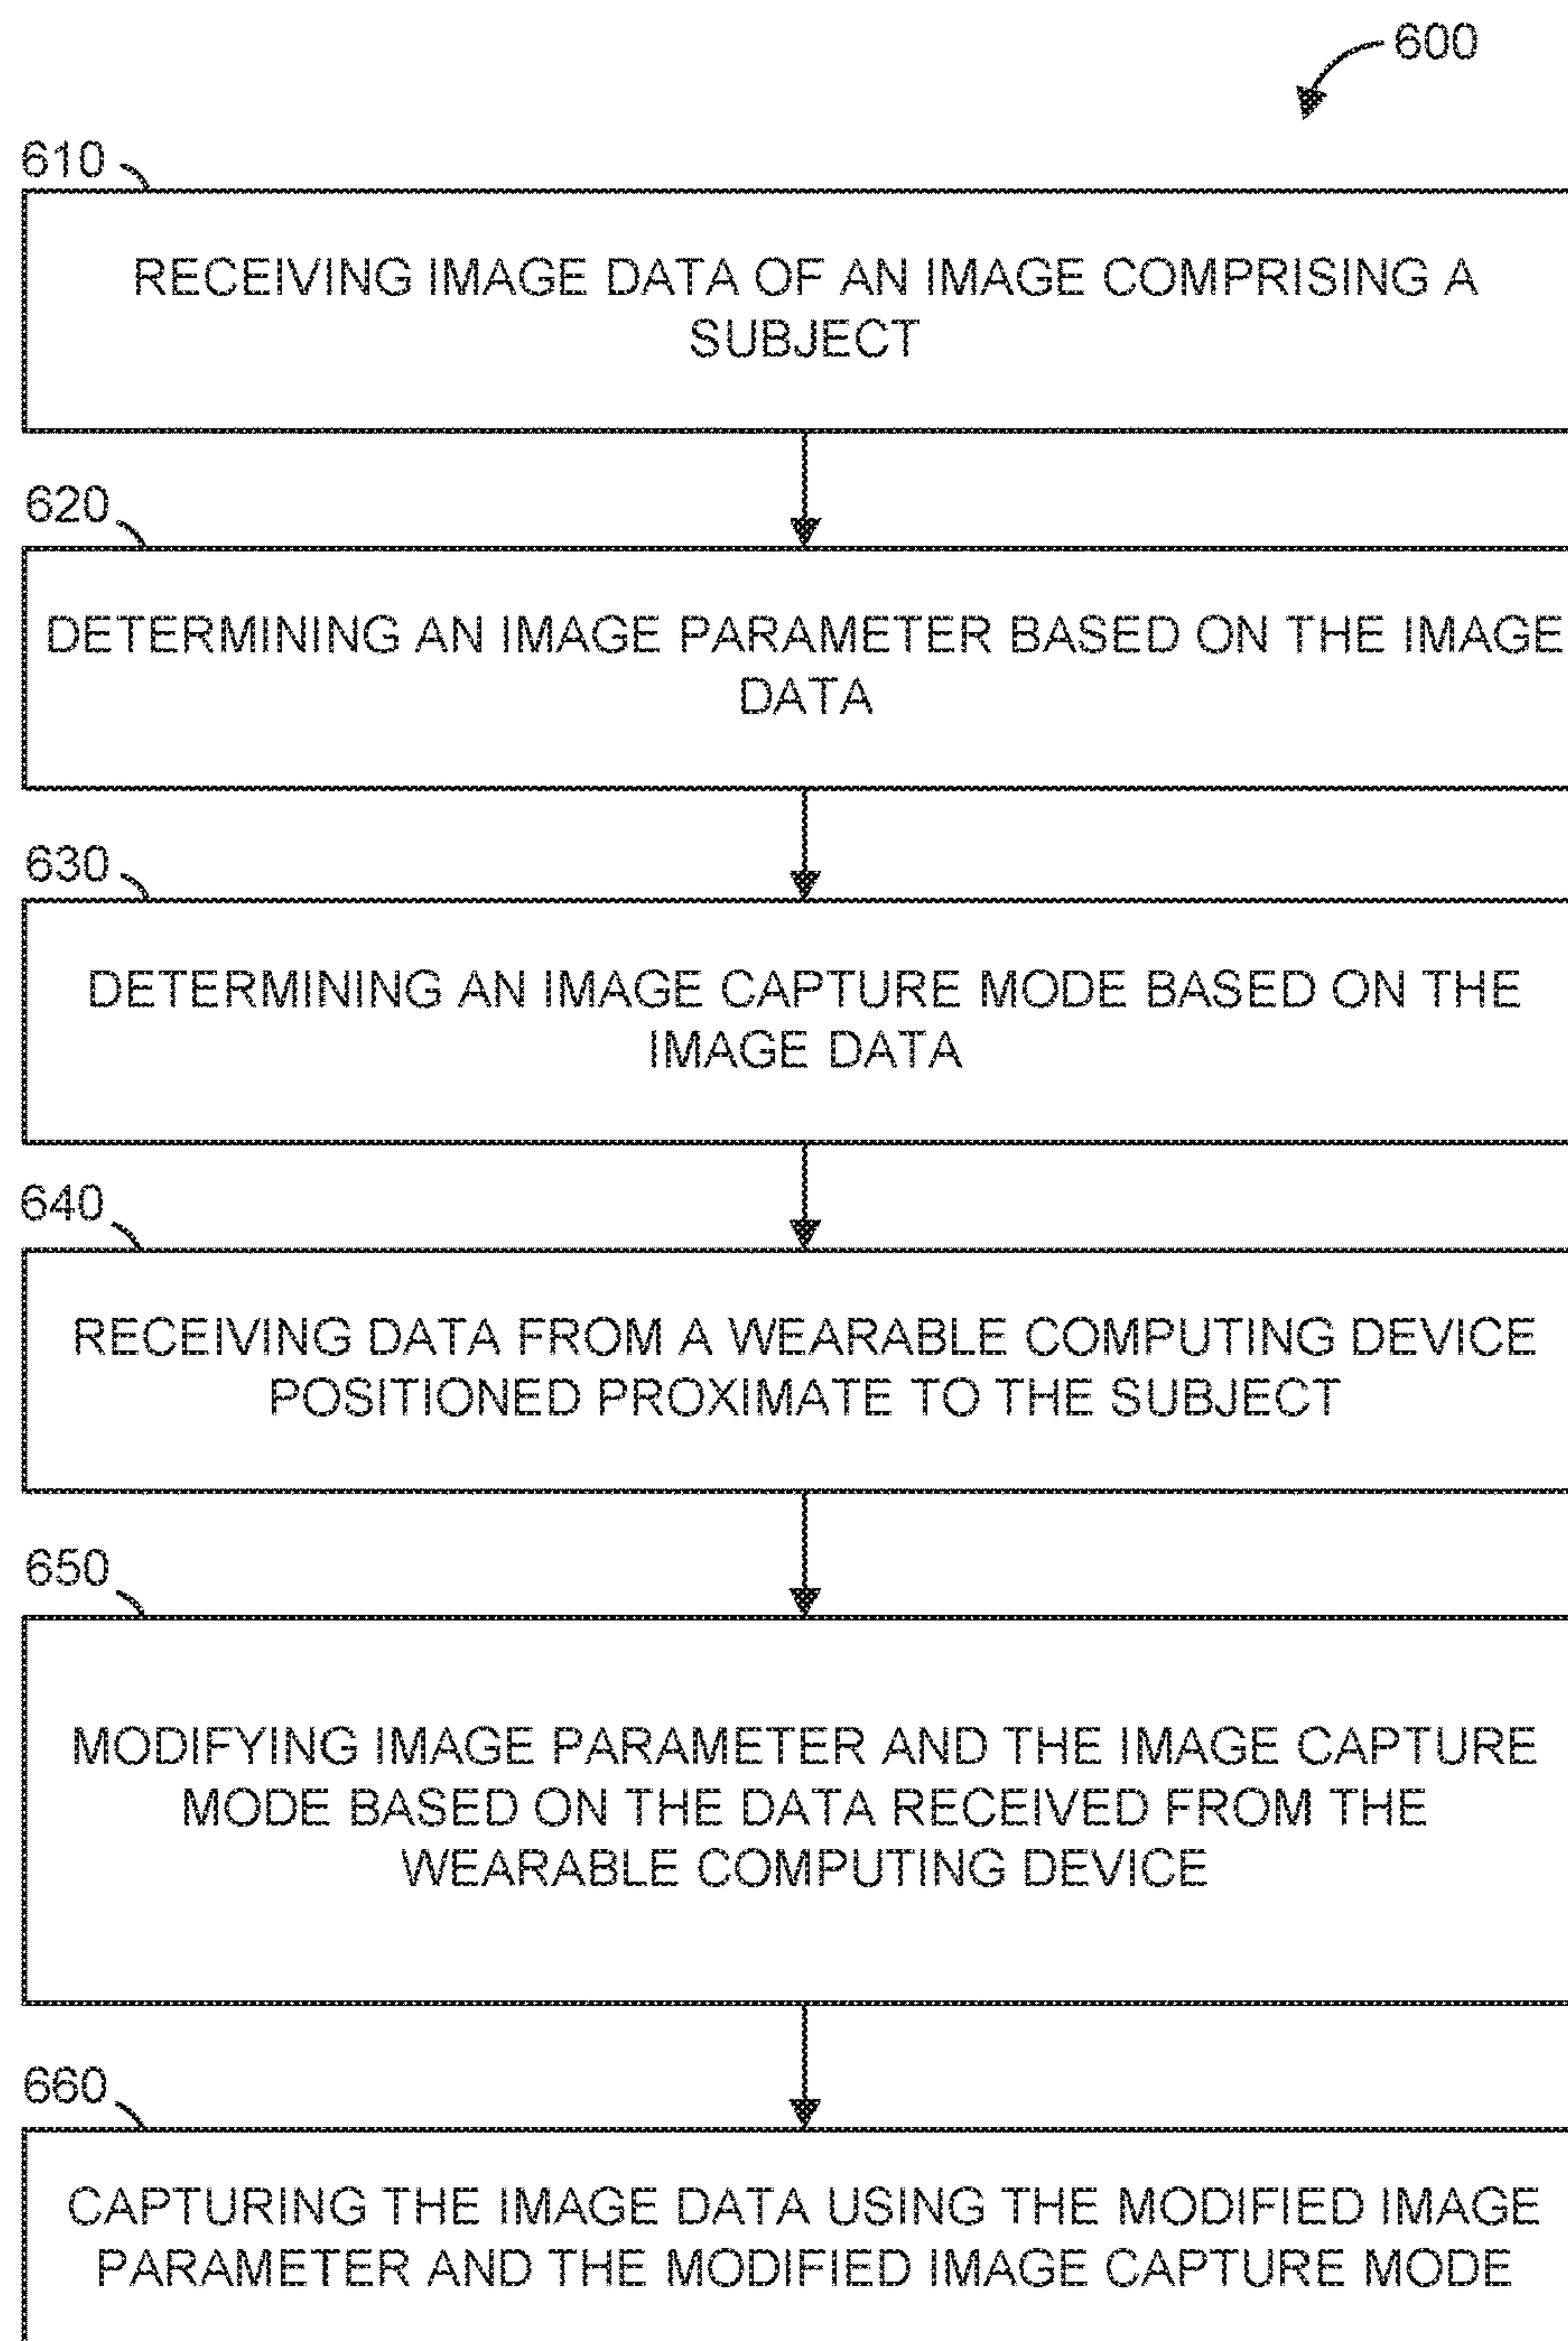 600
610
RECEIVING IMAGE DATA OF AN IMAGE COMPRISING A
SUBJECT
620
DETERMINING AN IMAGE PARAMETER BASED ON THE IMAGE
DATA
630
DETERMINING AN IMAGE CAPTURE MODE BASED ON THE
IMAGE DATA
640
RECEIVING DATA FROM A WEARABLE COMPUTING DEVICE
POSITIONED PROXIMATE TO THE SUBJECT
650
MODIFYING IMAGE PARAMETER AND THE IMAGE CAPTURE
MODE BASED ON THE DATA RECEIVED FROM THE
WEARABLE COMPUTING DEVICE
660
CAPTURING THE IMAGE DATA USING THE MODIFIED IMAGE
PARAMETER AND THE MODIFIED IMAGE CAPTURE MODE